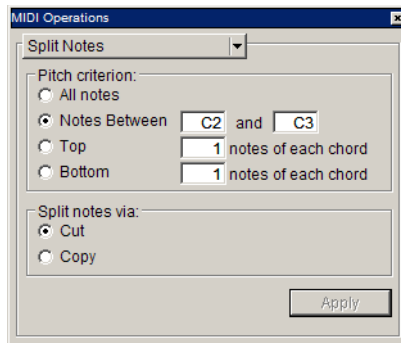 MIDI Operations
Split Notes
Pitch criterion:
All notes
Notes Between C2 and C3
Top 1 notes of each chord
Bottom 1 notes of each chord
Split notes via:
Cut
Copy
Apply